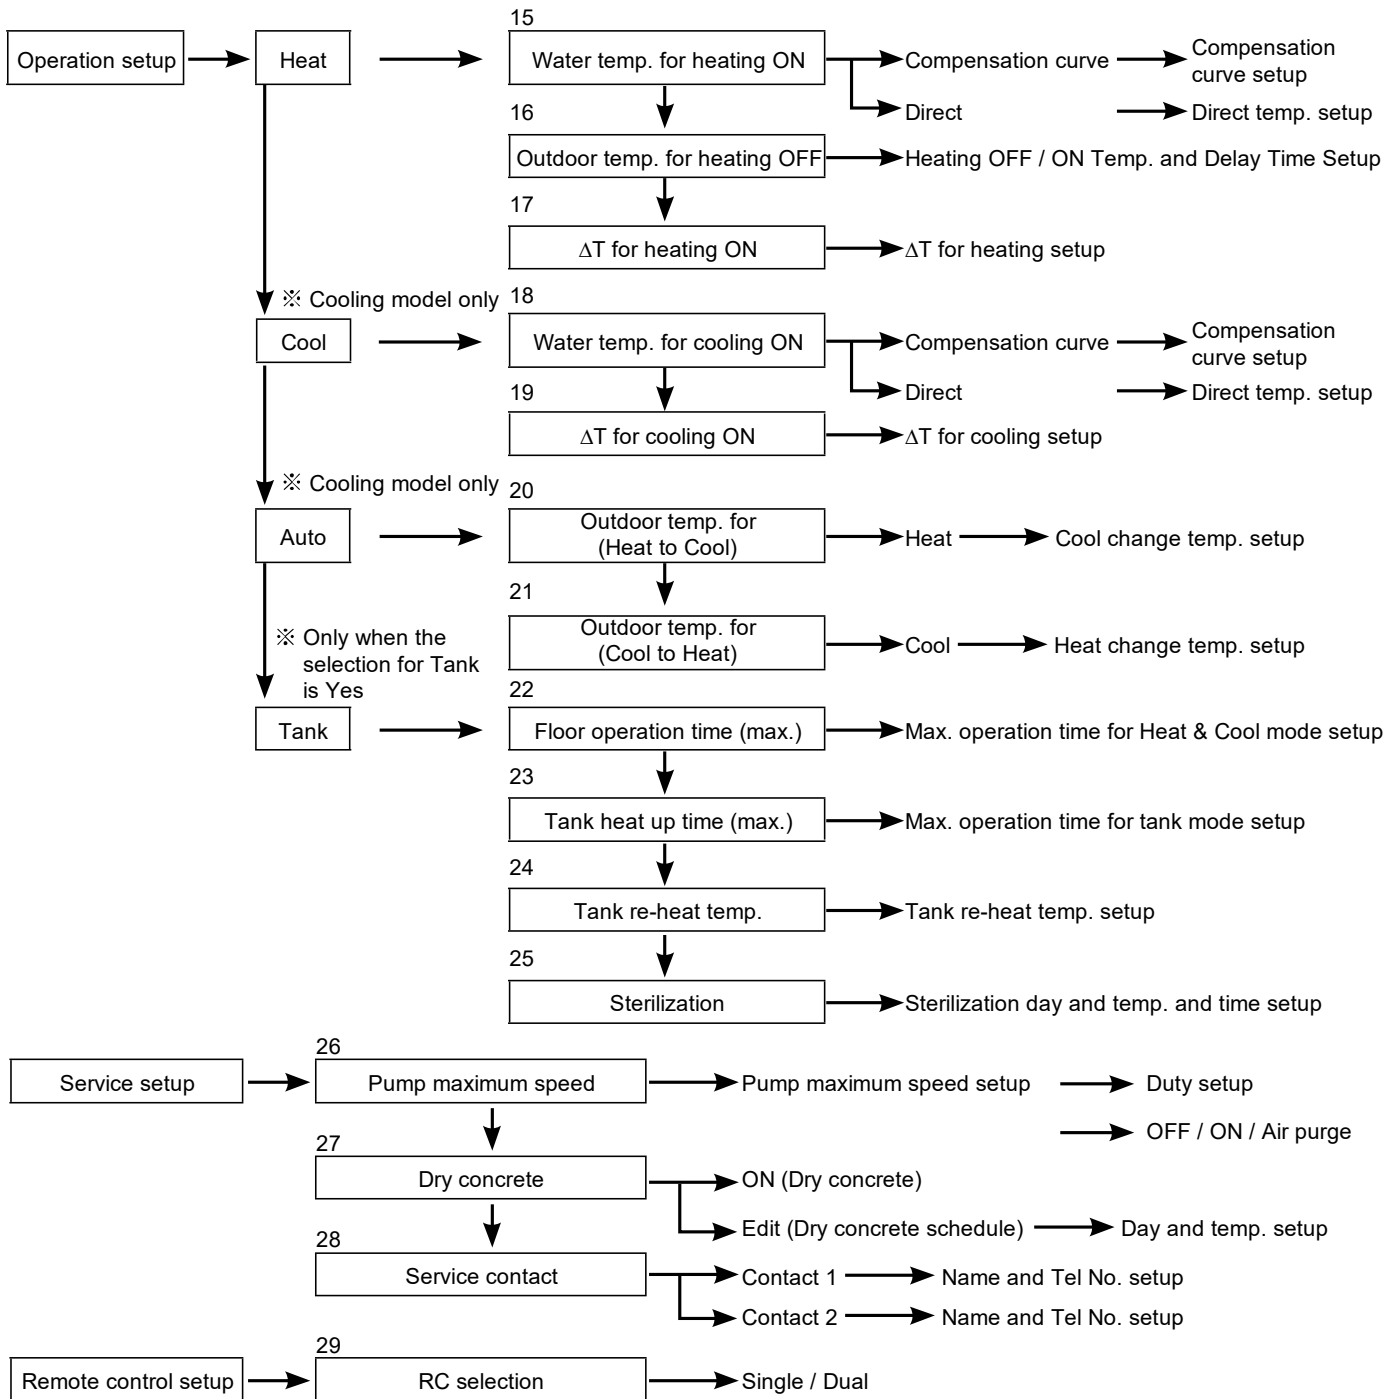 15
Operation setup
Heat
Water temp. for heating ON
Compensation curve
Compensation
curve setup
Direct
Direct temp. setup
16
Outdoor temp. for heating OFF
Heating OFF / ON Temp. and Delay Time Setup
17
ΔT for heating ON
ΔT for heating setup
※ Cooling model only
18
Cool
Water temp. for cooling ON
Compensation curve
Compensation
curve setup
Direct
Direct temp. setup
19
ΔT for cooling ON
ΔT for cooling setup
※ Cooling model only
20
Auto
Outdoor temp. for
(Heat to Cool)
Heat
Cool change temp. setup
21
Outdoor temp. for
(Cool to Heat)
Cool
Heat change temp. setup
※ Only when the
selection for Tank
is Yes
22
Tank
Floor operation time (max.)
Max. operation time for Heat & Cool mode setup
23
Tank heat up time (max.)
Max. operation time for tank mode setup
24
Tank re-heat temp.
Tank re-heat temp. setup
25
Sterilization
Sterilization day and temp. and time setup
26
Service setup
Pump maximum speed
Pump maximum speed setup
Duty setup
OFF / ON / Air purge
27
Dry concrete
ON (Dry concrete)
Edit (Dry concrete schedule)
Day and temp. setup
28
Service contact
Contact 1
Name and Tel No. setup
Contact 2
Name and Tel No. setup
29
Remote control setup
RC selection
Single / Dual